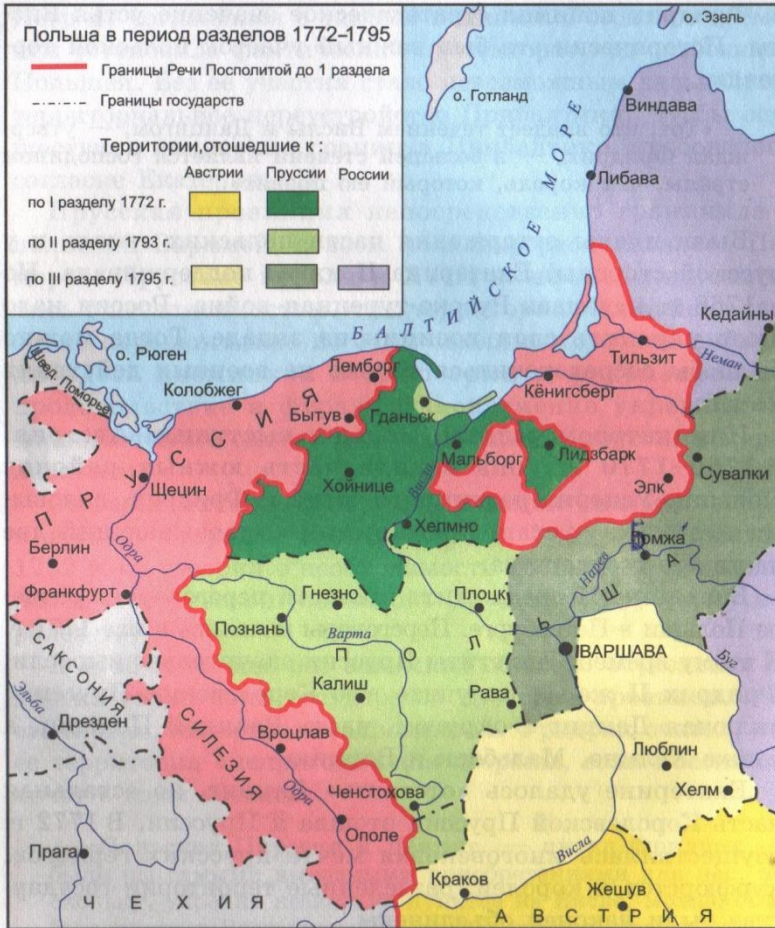 Польша в период разделов 1772–1795
Границы Речи Посполитой до 1 раздела
Границы государств
Территории, отошедшие к :
Австрии Пруссии России
по I разделу 1772 г.
по II разделу 1793 г.
по III разделу 1795 г.
о. Эзель
о. Готланд
Виндава
БАЛТИЙСКОЕ МОРЕ
Либава
Кедайны
о. Рюген
Тильзит
Неман
Швед. Поморье
Лемборг
Колобжег
Кёнигсберг
Бытув
Гданьск
ПРУССИЯ
Мальборг
Лидзбарк
Сувалки
Хойнице
Висла
Щецин
Элк
Хелмно
Одра
Ломжа
Берлин
Нарев
Франкфурт
Гнезно
Плоцк
Познань
Варта
ПОЛЬША
ВАРШАВА
Буг
САКСОНИЯ
Калиш
Рава
Эльба
Дрезден
СИЛЕЗИЯ
Вроцлав
Люблин
Одра
Ченстохова
Хелм
Ополе
Прага
Висла
Краков
Жешув
ЧЕХИЯ
АВСТРИЯ